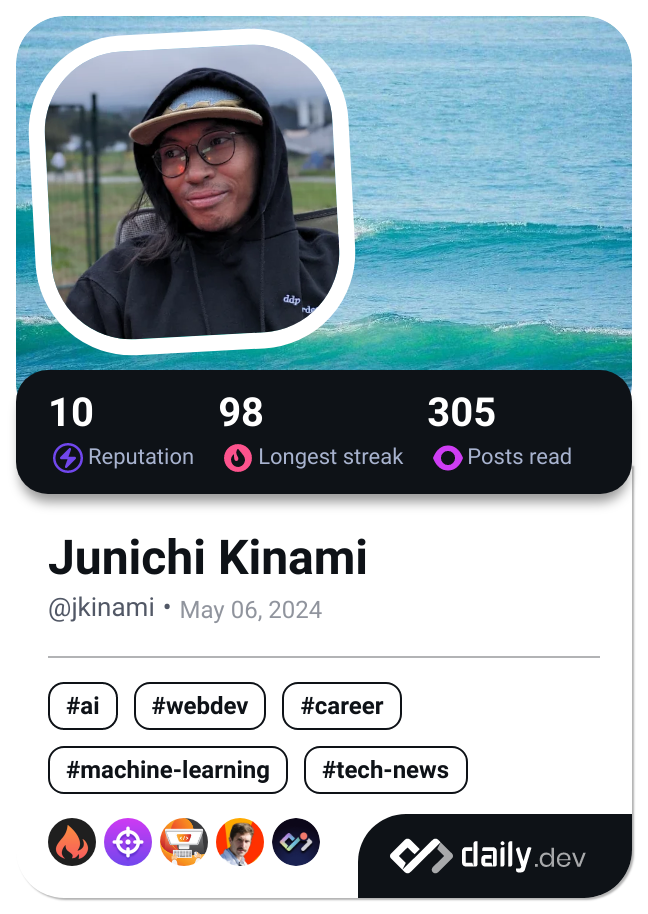 ddp
10 98 305
Reputation Longest streak Posts read
Junichi Kinami
@jkinami • May 06, 2024
#ai #webdev #career
#machine-learning #tech-news
daily.dev